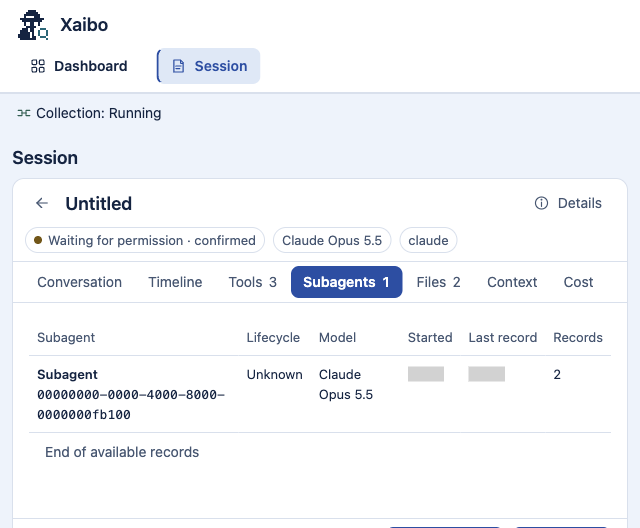 Xaibo
Dashboard
Session
Collection: Running
Session
Untitled
Details
Waiting for permission · confirmed
Claude Opus 5.5
claude
Conversation
Timeline
Tools 3
Subagents 1
Files 2
Context
Cost
Subagent Lifecycle Model Started Last record Records
Subagent Unknown Claude 2
00000000-0000-4000-8000- Opus 5.5
0000000fb100
End of available records